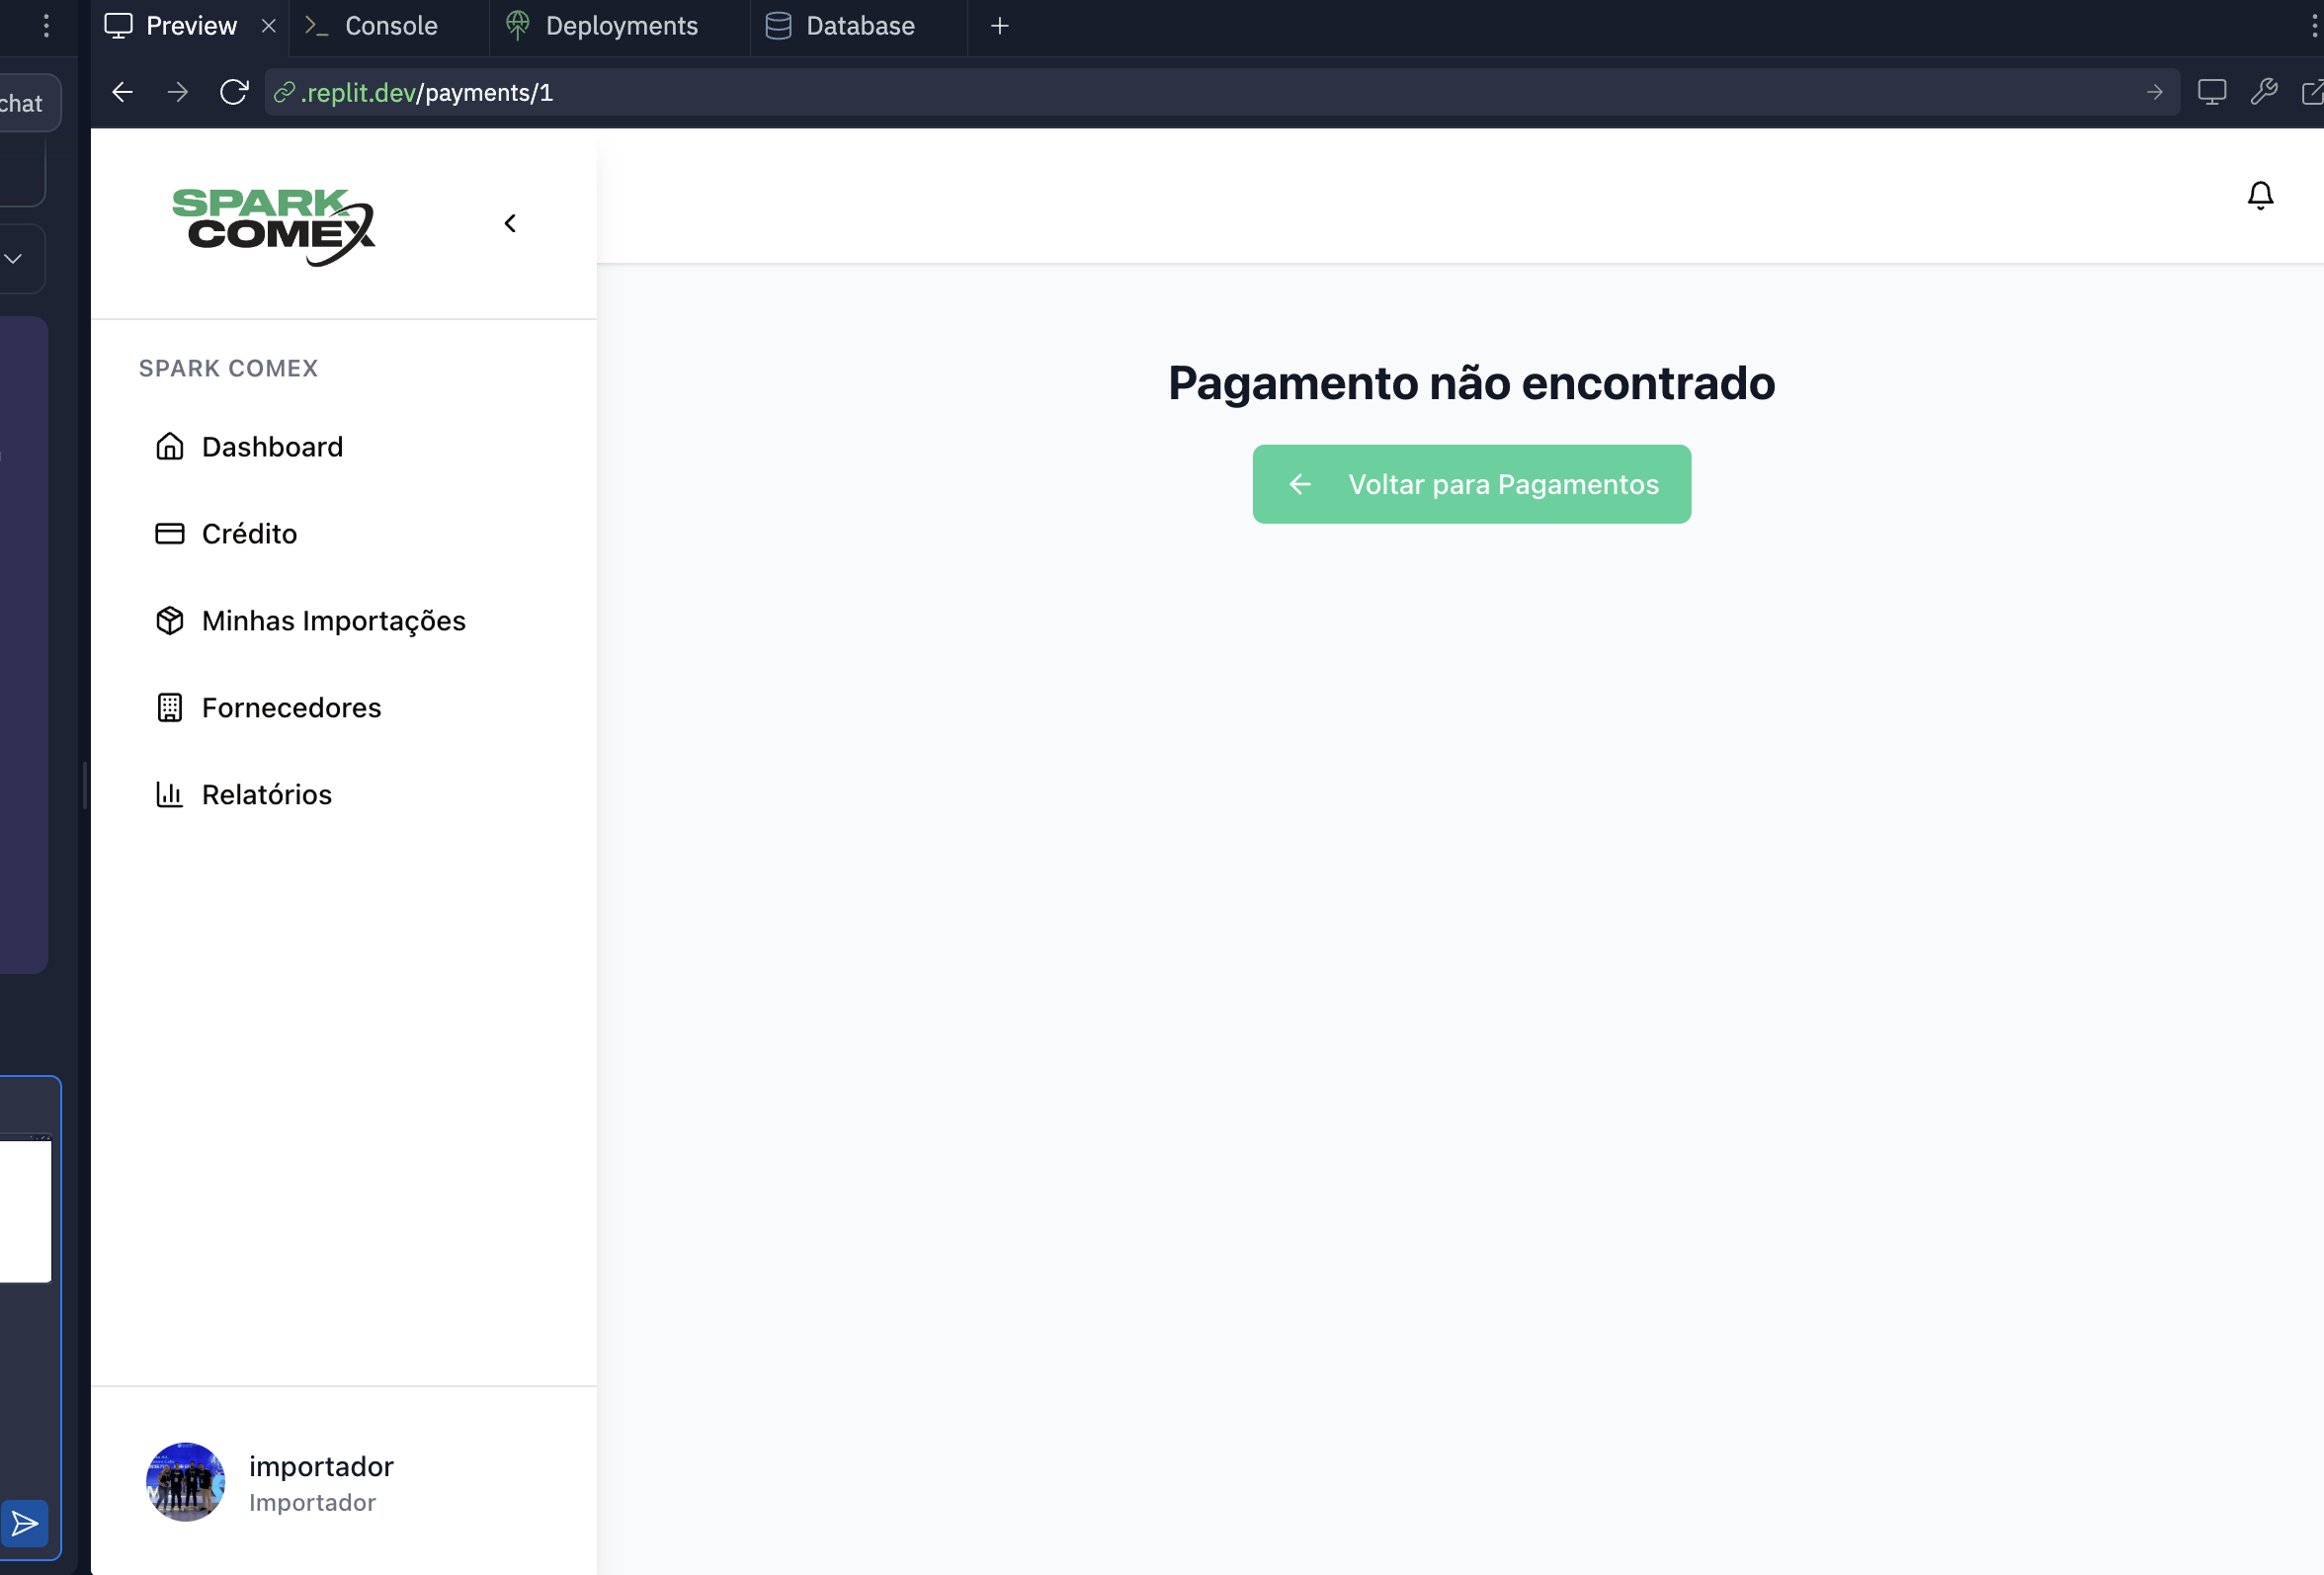 Preview
Console
Deployments
Database
chat
.replit.dev/payments/1
SPARK
COMEX
SPARK COMEX
Dashboard
Crédito
Minhas Importações
Fornecedores
Relatórios
Pagamento não encontrado
Voltar para Pagamentos
importador
Importador